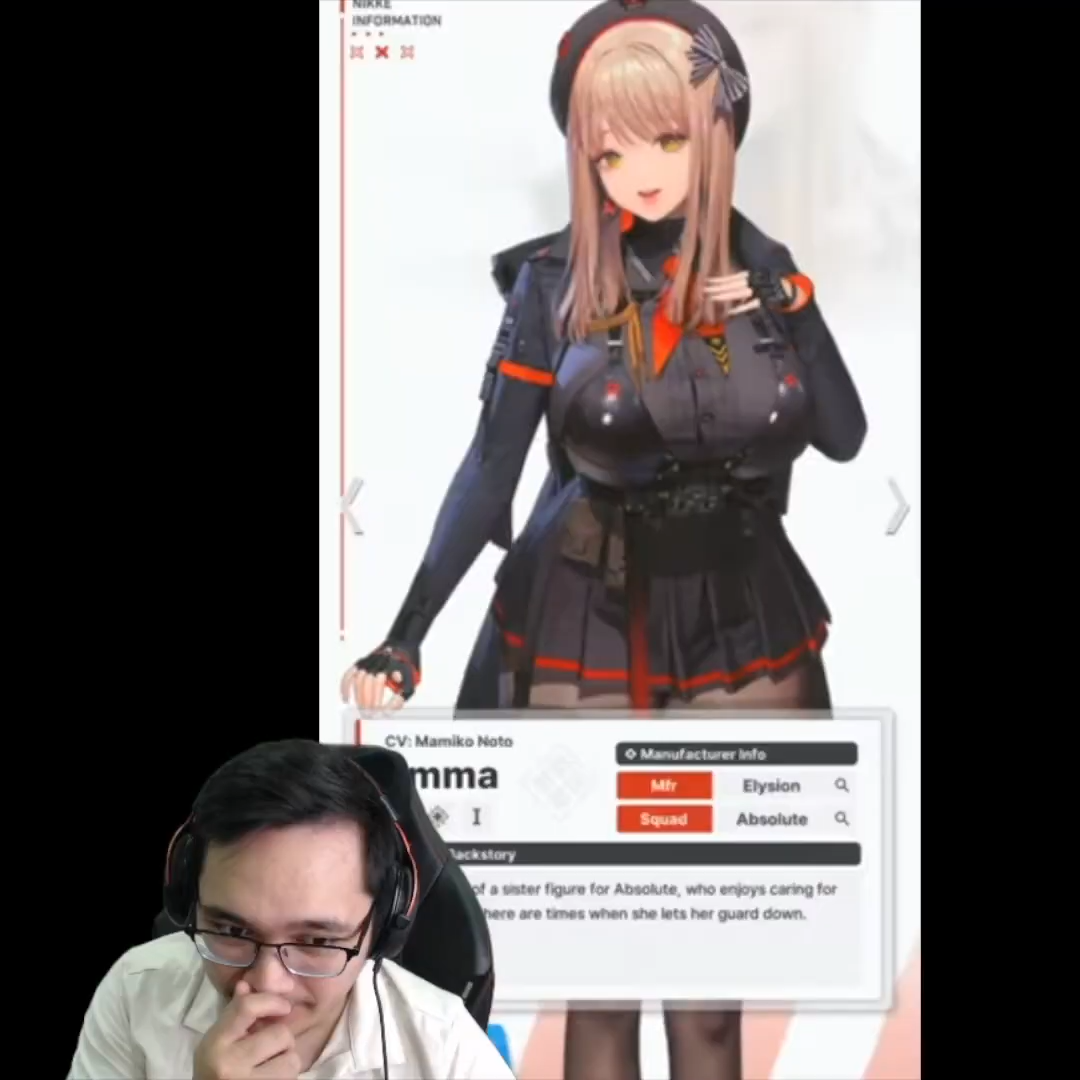 NIKKE
INFORMATION
CV: Mamiko Noto
mma
Manufacturer Info
Mfr Elysion
Squad Absolute
Backstory
of a sister figure for Absolute, who enjoys caring for
here are times when she lets her guard down.